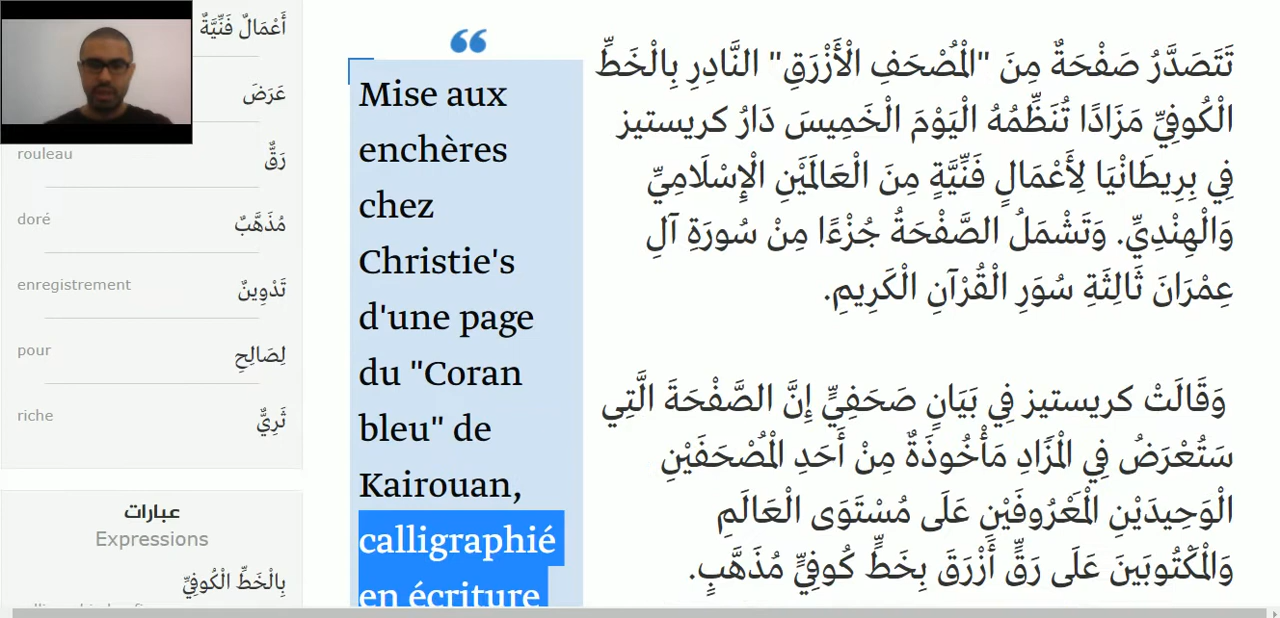 أَعْمَالٌ فَنِّيَّةٌ
عَرَضَ
rouleau
رَقٌّ
doré
مُذَهَّبٌ
enregistrement
تَدْوِينٌ
pour
لِصَالِحِ
riche
ثَرِيٌّ
عبارات
Expressions
بِالْخَطِّ الْكُوفِيِّ
“
Mise aux
enchères
chez
Christie's
d'une page
du "Coran
bleu" de
Kairouan,
calligraphié
en écriture
تَتَصَدَّرُ صَفْحَةٌ مِنَ "الْمُصْحَفِ الْأَزْرَقِ" النَّادِرِ بِالْخَطِّ
الْكُوفِيِّ مَزَادًا تُنَظِّمُهُ الْيَوْمَ الْخَمِيسَ دَارُ كريستيز
فِي بِرِيطَانْيَا لِأَعْمَالٍ فَنِّيَّةٍ مِنَ الْعَالَمَيْنِ الْإِسْلَامِيِّ
وَالْهِنْدِيِّ. وَتَشْمَلُ الصَّفْحَةُ جُزْءًا مِنْ سُورَةِ آلِ
عِمْرَانَ ثَالِثَةِ سُوَرِ الْقُرْآنِ الْكَرِيمِ.
وَقَالَتْ كريستيز فِي بَيَانٍ صَحَفِيٍّ إِنَّ الصَّفْحَةَ الَّتِي
سَتُعْرَضُ فِي الْمَزَادِ مَأْخُوذَةٌ مِنْ أَحَدِ الْمُصْحَفَيْنِ
الْوَحِيدَيْنِ الْمَعْرُوفَيْنِ عَلَى مُسْتَوَى الْعَالَمِ
وَالْمَكْتُوبَينَ عَلَى رَقٍّ أَزْرَقَ بِخَطٍّ كُوفِيٍّ مُذَهَّبٍ.